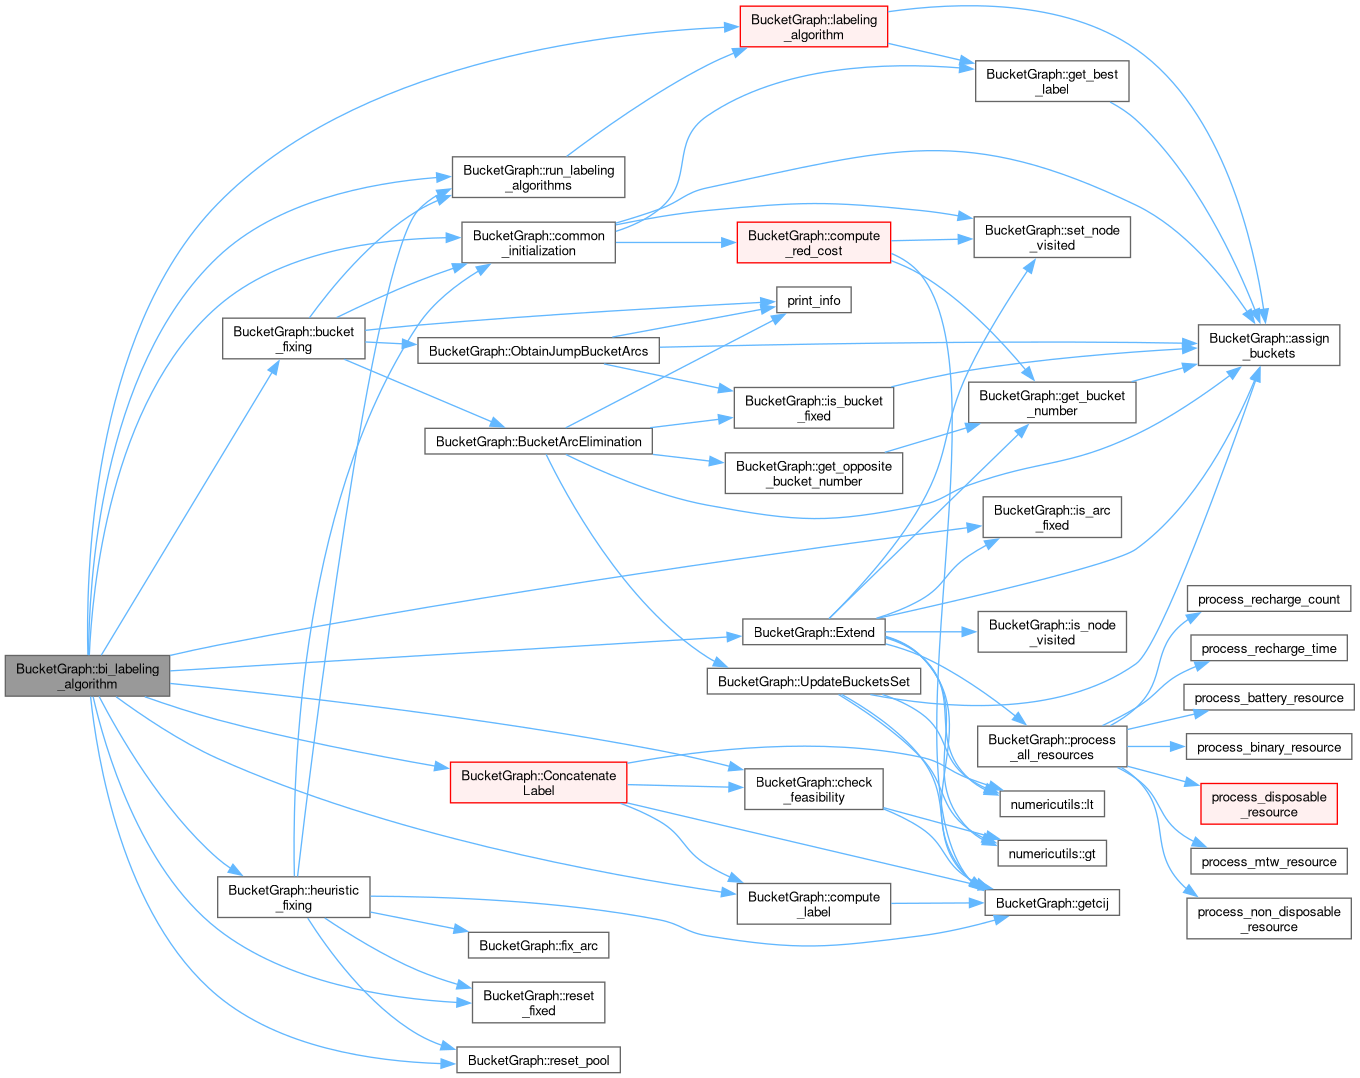 BucketGraph::labeling
_algorithm
BucketGraph::get_best
_label
BucketGraph::run_labeling
_algorithms
BucketGraph::common
_initialization
BucketGraph::compute
_red_cost
BucketGraph::set_node
_visited
print_info
BucketGraph::bucket
_fixing
BucketGraph::ObtainJumpBucketArcs
BucketGraph::assign
_buckets
BucketGraph::is_bucket
_fixed
BucketGraph::get_bucket
_number
BucketGraph::BucketArcElimination
BucketGraph::get_opposite
_bucket_number
BucketGraph::is_arc
_fixed
process_recharge_count
BucketGraph::Extend
BucketGraph::is_node
_visited
process_recharge_time
BucketGraph::bi_labeling
_algorithm
BucketGraph::UpdateBucketsSet
process_battery_resource
BucketGraph::process
_all_resources
process_binary_resource
BucketGraph::Concatenate
Label
BucketGraph::check
_feasibility
numericutils::lt
process_disposable
_resource
numericutils::gt
process_mtw_resource
BucketGraph::heuristic
_fixing
BucketGraph::compute
_label
BucketGraph::getcij
process_non_disposable
_resource
BucketGraph::fix_arc
BucketGraph::reset
_fixed
BucketGraph::reset_pool